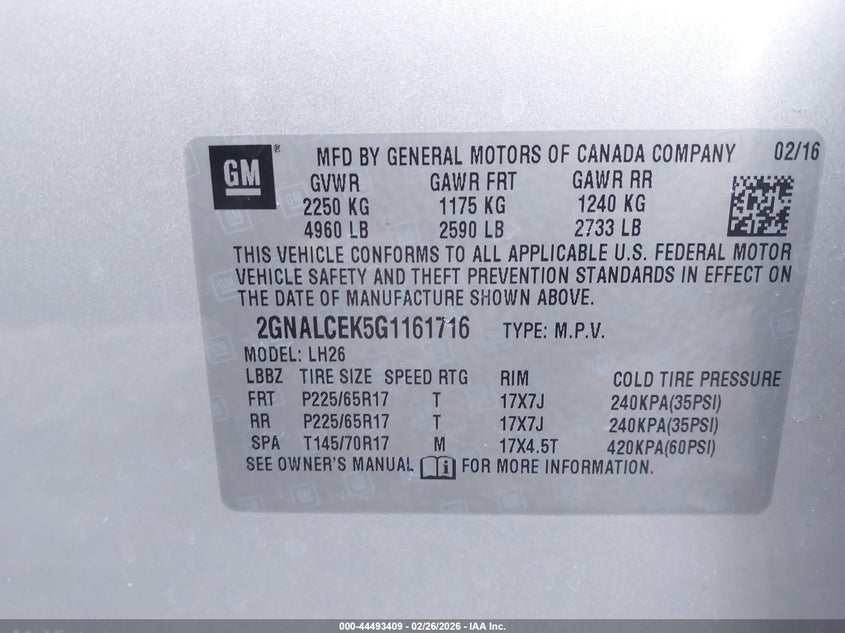 GM ® MFD BY GENERAL MOTORS OF CANADA COMPANY 02/16
GVWR GAWR FRT GAWR RR
2250 KG 1175 KG 1240 KG
4960 LB 2590 LB 2733 LB
THIS VEHICLE CONFORMS TO ALL APPLICABLE U.S. FEDERAL MOTOR
VEHICLE SAFETY AND THEFT PREVENTION STANDARDS IN EFFECT ON
THE DATE OF MANUFACTURE SHOWN ABOVE.
2GNALCEK5G1161716 TYPE: M.P.V.
MODEL: LH26
LBBZ TIRE SIZE SPEED RTG RIM COLD TIRE PRESSURE
FRT P225/65R17 T 17X7J 240KPA(35PSI)
RR P225/65R17 T 17X7J 240KPA(35PSI)
SPA T145/70R17 M 17X4.5T 420KPA(60PSI)
SEE OWNER'S MANUAL FOR MORE INFORMATION.
000-44493409 - 02/26/2026 - IAA Inc.